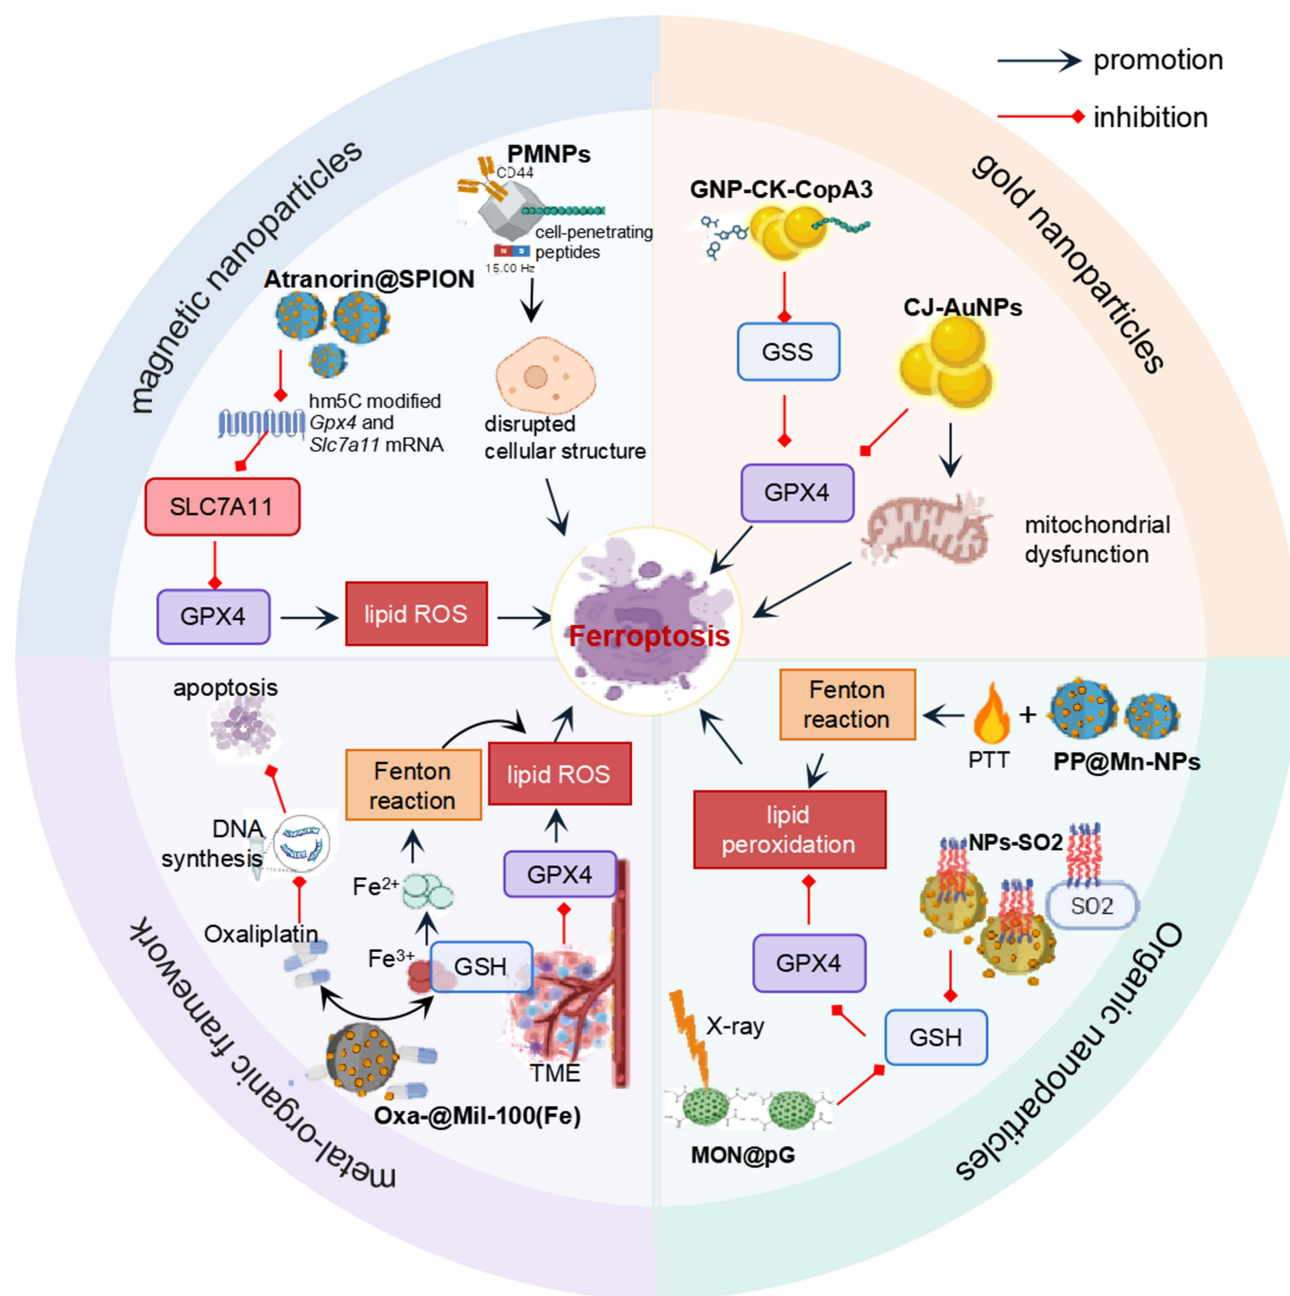 promotion
inhibition
magnetic nanoparticles
PMNPs
CD44
cell-penetrating
peptides
N S
15.00 Hz
Atranorin@SPION
hm5C modified
Gpx4 and
Slc7a11 mRNA
disrupted
cellular structure
SLC7A11
GPX4
lipid ROS
gold nanoparticles
GNP-CK-CopA3
CJ-AuNPs
GSS
GPX4
mitochondrial
dysfunction
Ferroptosis
metal-organic framework
apoptosis
DNA
synthesis
Oxaliplatin
Fenton
reaction
lipid ROS
Fe2+
GPX4
Fe3+
GSH
TME
Oxa-@Mil-100(Fe)
Organic nanoparticles
Fenton
reaction
PTT
+
PP@Mn-NPs
lipid
peroxidation
NPs-SO2
SO2
GPX4
GSH
X-ray
MON@pG